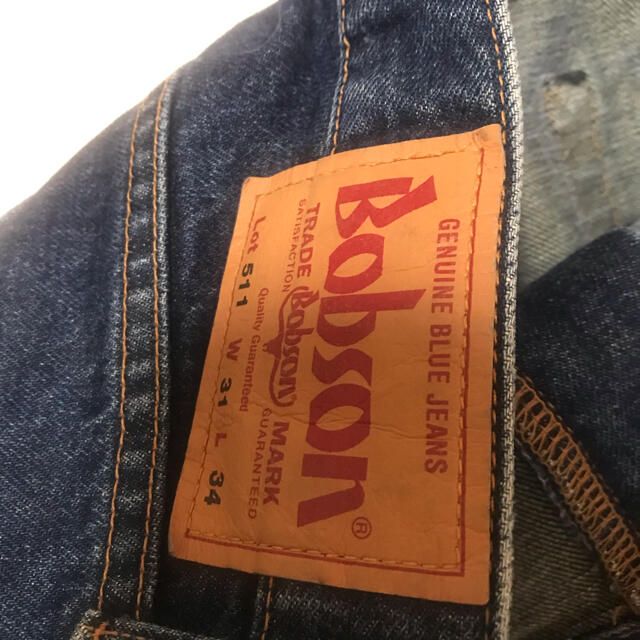 GENUINE BLUE JEANS
Bobson®
TRADE Bobson MARK
SATISFACTION GUARANTEED
Quality Guaranteed
Lot 511 W 31 L 34